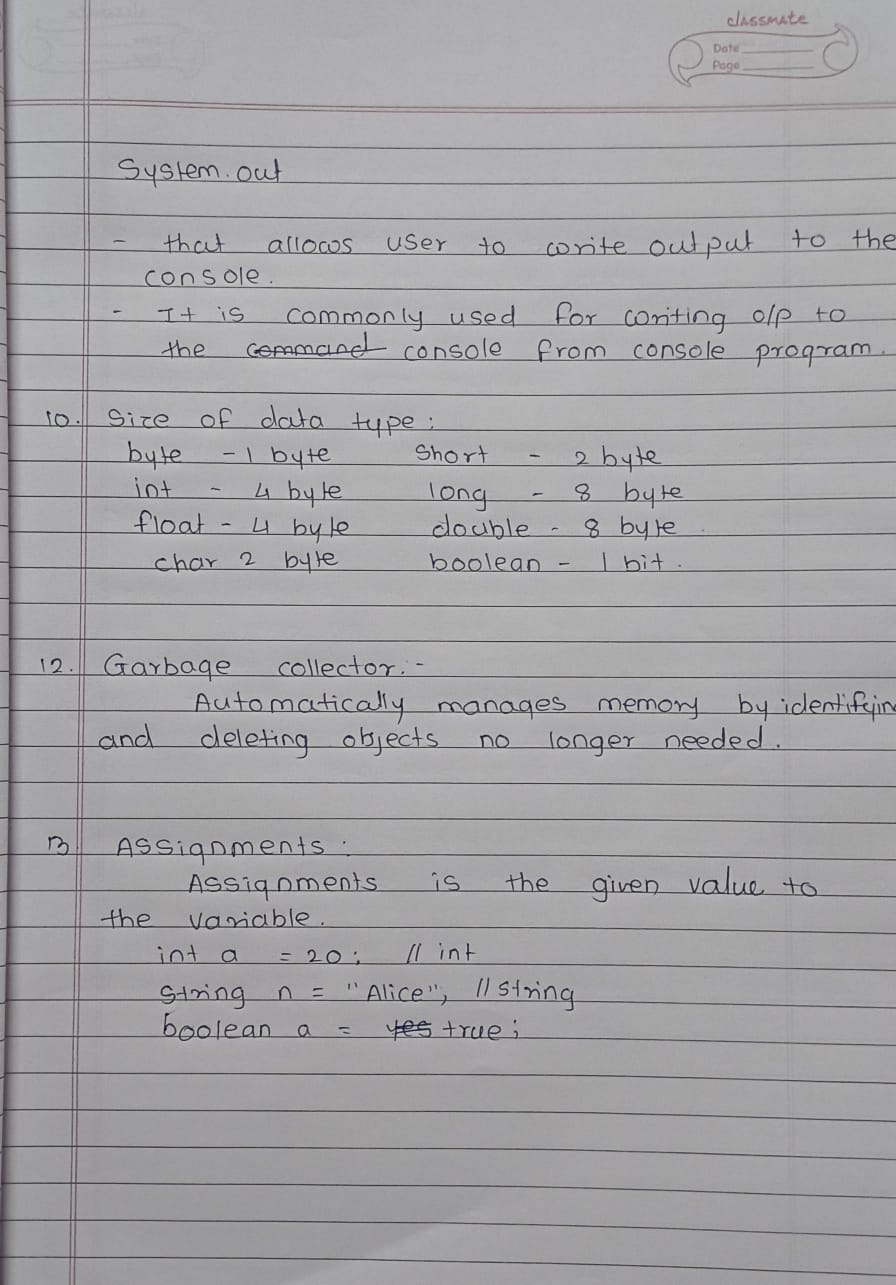 classmate
Date
Page
System.out
- that allows user to write output to the
console.
- It is commonly used for writing o/p to
the command console from console program.
10. Size of data type:
byte - 1 byte short - 2 byte
int - 4 byte long - 8 byte
float - 4 byte double - 8 byte
char 2 byte boolean - 1 bit.
12. Garbage collector:-
Automatically manages memory by identifyin
and deleting objects no longer needed.
13 Assignments:
Assignments is the given value to
the variable.
int a = 20; // int
String n = "Alice"; // String
boolean a = yes true;